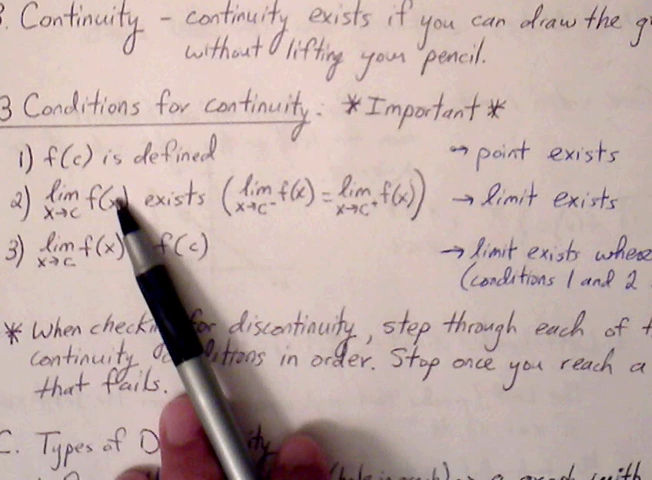 3. Continuity - continuity exists if you can draw the
without lifting your pencil.
3 Conditions for continuity: *Important*
1) f(c) is defined → point exists
2) lim x→c f(x) exists (lim x→c⁻ f(x) = lim x→c⁺ f(x)) → limit exists
3) lim x→c f(x) f(c) → limit exists where
(conditions 1 and 2
* When for discontinuity, step through each of
continuity in order. Stop once you reach a
that fails.
C. Types of